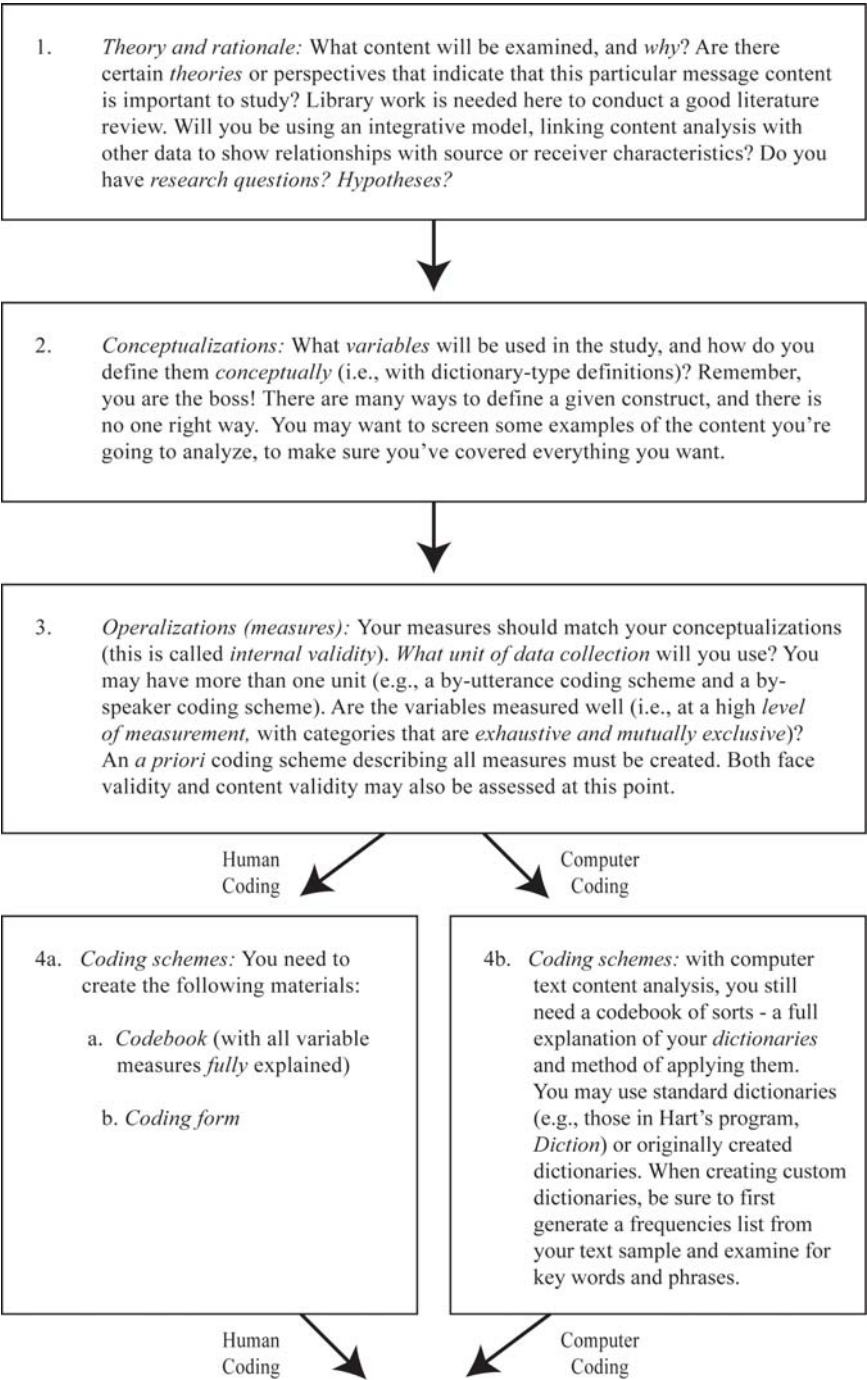 1. Theory and rationale: What content will be examined, and why? Are there
certain theories or perspectives that indicate that this particular message content
is important to study? Library work is needed here to conduct a good literature
review. Will you be using an integrative model, linking content analysis with
other data to show relationships with source or receiver characteristics? Do you
have research questions? Hypotheses?
2. Conceptualizations: What variables will be used in the study, and how do you
define them conceptually (i.e., with dictionary-type definitions)? Remember,
you are the boss! There are many ways to define a given construct, and there is
no one right way. You may want to screen some examples of the content you're
going to analyze, to make sure you've covered everything you want.
3. Operalizations (measures): Your measures should match your conceptualizations
(this is called internal validity). What unit of data collection will you use? You
may have more than one unit (e.g., a by-utterance coding scheme and a by-
speaker coding scheme). Are the variables measured well (i.e., at a high level
of measurement, with categories that are exhaustive and mutually exclusive)?
An a priori coding scheme describing all measures must be created. Both face
validity and content validity may also be assessed at this point.
Human
Coding
Computer
Coding
4a. Coding schemes: You need to
create the following materials:
a. Codebook (with all variable
measures fully explained)
b. Coding form
4b. Coding schemes: with computer
text content analysis, you still
need a codebook of sorts - a full
explanation of your dictionaries
and method of applying them.
You may use standard dictionaries
(e.g., those in Hart's program,
Diction) or originally created
dictionaries. When creating custom
dictionaries, be sure to first
generate a frequencies list from
your text sample and examine for
key words and phrases.
Human
Coding
Computer
Coding